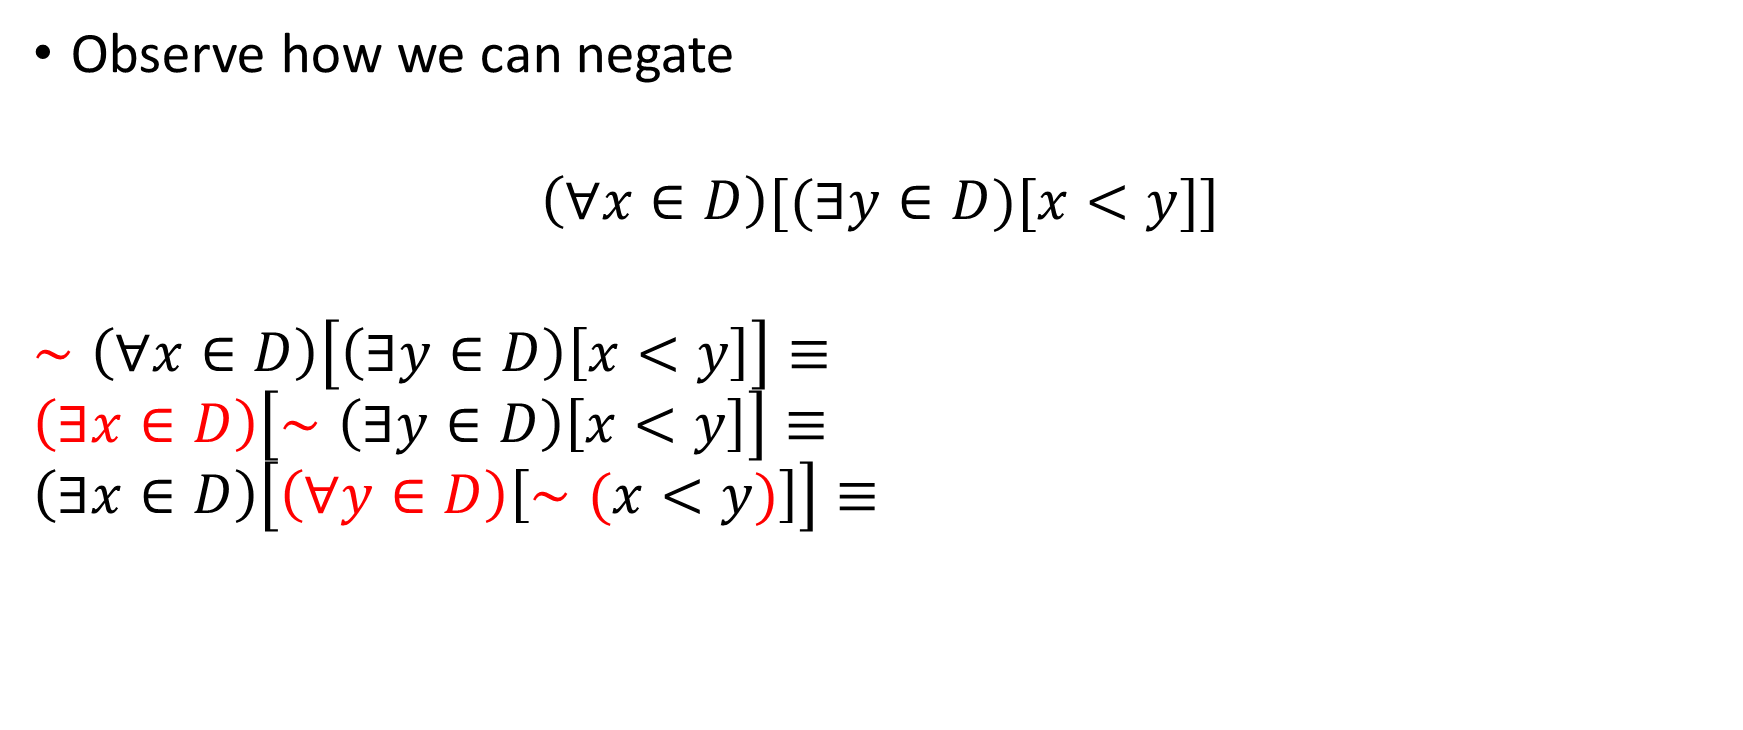 • Observe how we can negate
(∀x ∈ D)[(∃y ∈ D)[x < y]]
~ (∀x ∈ D)[(∃y ∈ D)[x < y]] ≡
(∃x ∈ D)[~ (∃y ∈ D)[x < y]] ≡
(∃x ∈ D)[(∀y ∈ D)[~ (x < y)]] ≡